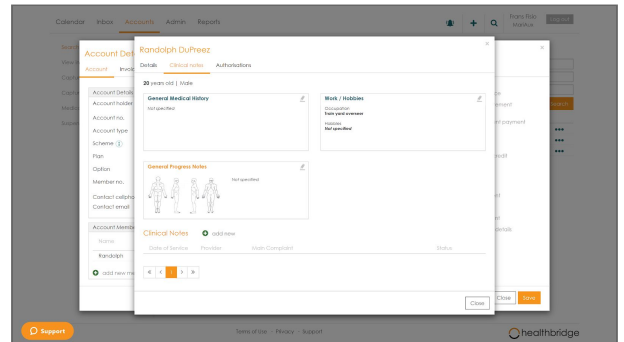 Calendar Inbox Accounts Admin Reports
Randolph DuPreez
Details Clinical notes Authorisations
20 years old | Male
General Medical History
Not specified
Work / Hobbies
Occupation
train yard overseer
Hobbies
Not specified
General Progress Notes
Not specified
Clinical Notes add new
Date of Service Provider Main Complaint Status
« < 1 > »
Close
Account Det
Account Invoic
Account Details
Account holder
Account no.
Account type
Scheme
Plan
Option
Member no.
Contact cellpho
Contact email
Account Membe
Name
Randolph
add new me
Close Save
Support
Terms of Use - Privacy - Support
healthbridge